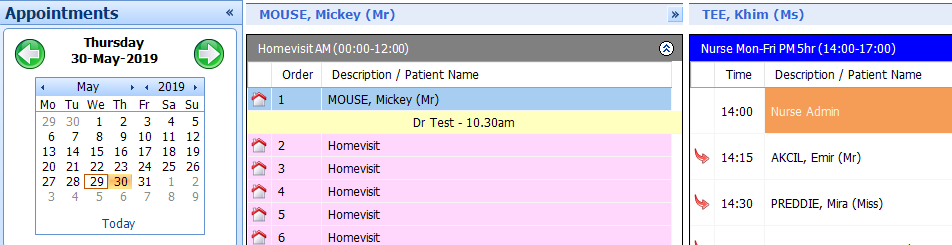 Appointments «
Thursday
30-May-2019
May 2019
Mo Tu We Th Fr Sa Su
29 30 1 2 3 4 5
6 7 8 9 10 11 12
13 14 15 16 17 18 19
20 21 22 23 24 25 26
27 28 29 30 31 1 2
3 4 5 6 7 8 9
Today
MOUSE, Mickey (Mr) »
Homevisit AM (00:00-12:00)
Order Description / Patient Name
1 MOUSE, Mickey (Mr)
Dr Test - 10.30am
2 Homevisit
3 Homevisit
4 Homevisit
5 Homevisit
6 Homevisit
TEE, Khim (Ms)
Nurse Mon-Fri PM 5hr (14:00-17:00)
Time Description / Patient Name
14:00 Nurse Admin
14:15 AKCIL, Emir (Mr)
14:30 PREDDIE, Mira (Miss)